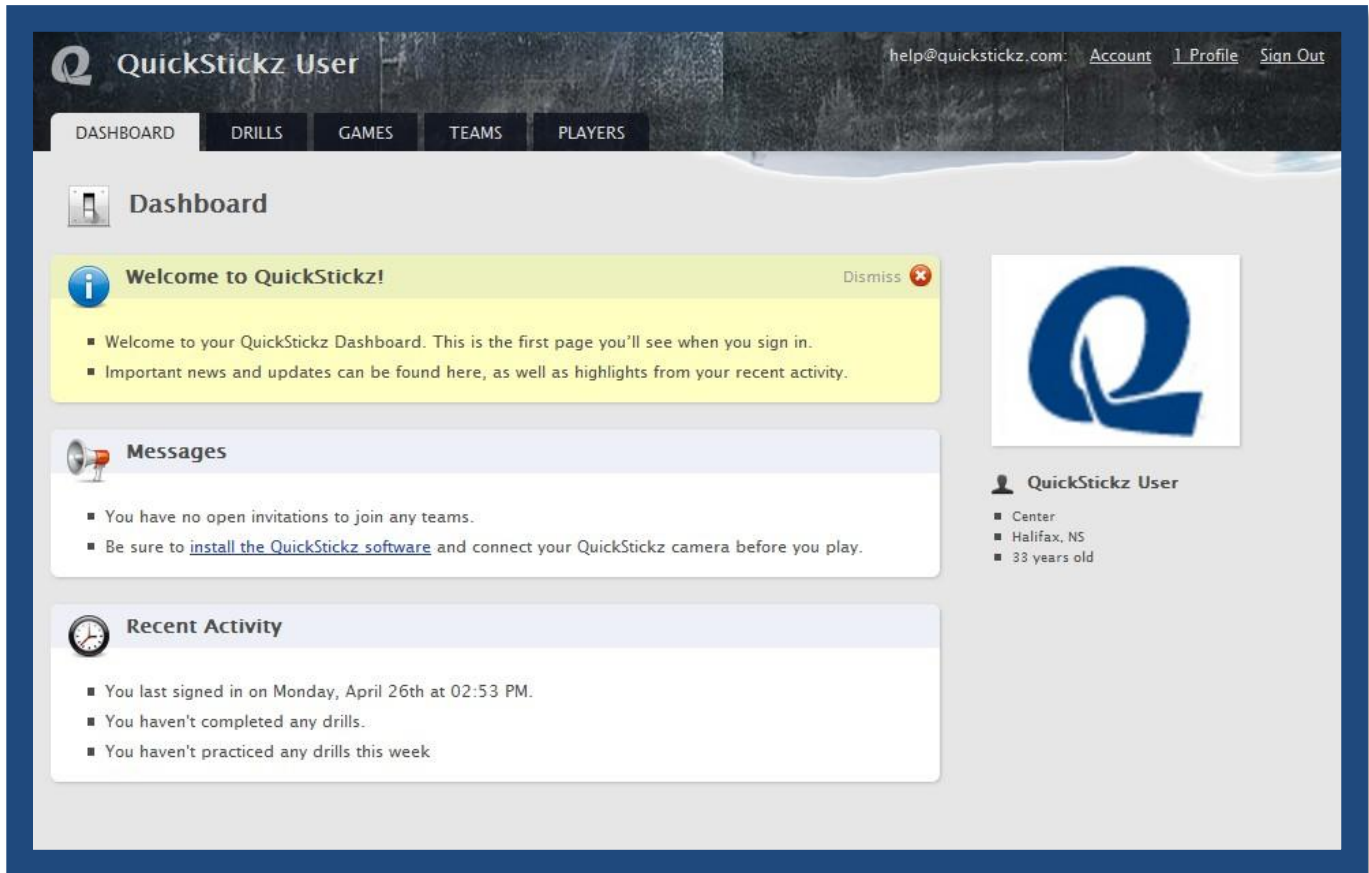 QuickStickz User
help@quickstickz.com: Account 1 Profile Sign Out
DASHBOARD DRILLS GAMES TEAMS PLAYERS
Dashboard
Welcome to QuickStickz!
Dismiss
▪ Welcome to your QuickStickz Dashboard. This is the first page you'll see when you sign in.
▪ Important news and updates can be found here, as well as highlights from your recent activity.
Messages
▪ You have no open invitations to join any teams.
▪ Be sure to install the QuickStickz software and connect your QuickStickz camera before you play.
Recent Activity
▪ You last signed in on Monday, April 26th at 02:53 PM.
▪ You haven't completed any drills.
▪ You haven't practiced any drills this week
QuickStickz User
▪ Center
▪ Halifax, NS
▪ 33 years old